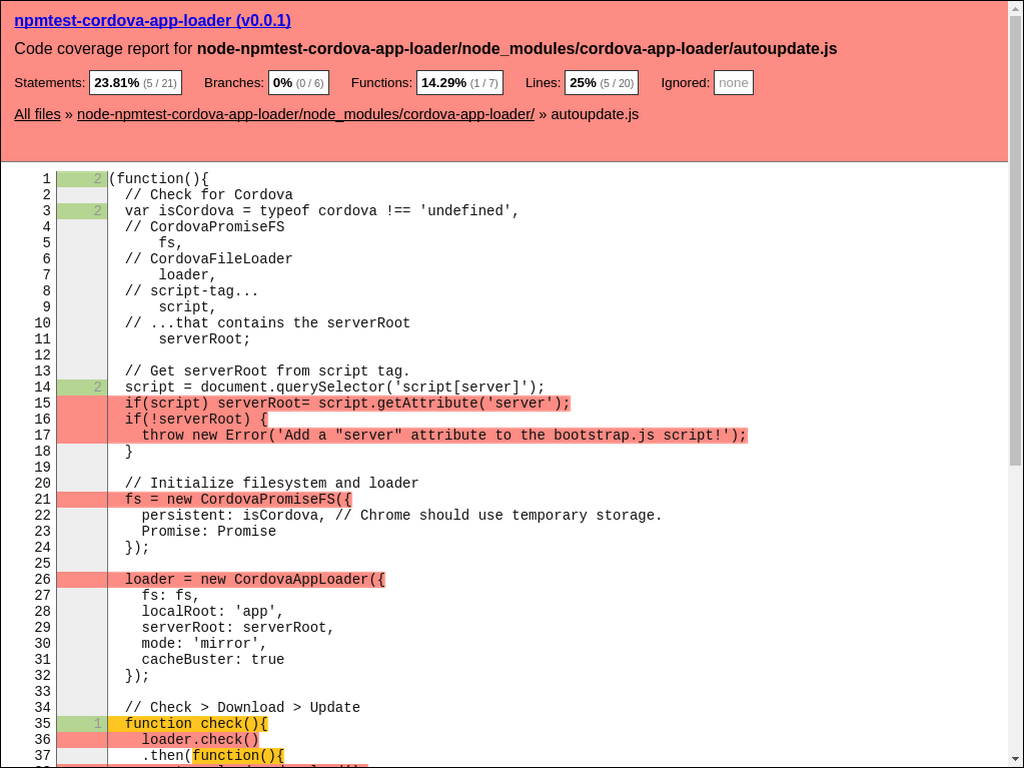 npmtest-cordova-app-loader (v0.0.1)
Code coverage report for node-npmtest-cordova-app-loader/node_modules/cordova-app-loader/autoupdate.js
Statements: 23.81% (5 / 21) Branches: 0% (0 / 6) Functions: 14.29% (1 / 7) Lines: 25% (5 / 20) Ignored: none
All files » node-npmtest-cordova-app-loader/node_modules/cordova-app-loader/ » autoupdate.js
1 2 (function(){
2   // Check for Cordova
3 2   var isCordova = typeof cordova !== 'undefined',
4   // CordovaPromiseFS
5       fs,
6   // CordovaFileLoader
7       loader,
8   // script-tag...
9       script,
10   // ...that contains the serverRoot
11       serverRoot;
12
13   // Get serverRoot from script tag.
14 2   script = document.querySelector('script[server]');
15   if(script) serverRoot= script.getAttribute('server');
16   if(!serverRoot) {
17     throw new Error('Add a "server" attribute to the bootstrap.js script!');
18   }
19
20   // Initialize filesystem and loader
21   fs = new CordovaPromiseFS({
22     persistent: isCordova, // Chrome should use temporary storage.
23     Promise: Promise
24   });
25
26   loader = new CordovaAppLoader({
27     fs: fs,
28     localRoot: 'app',
29     serverRoot: serverRoot,
30     mode: 'mirror',
31     cacheBuster: true
32   });
33
34   // Check > Download > Update
35 1   function check(){
36     loader.check()
37     .then(function(){